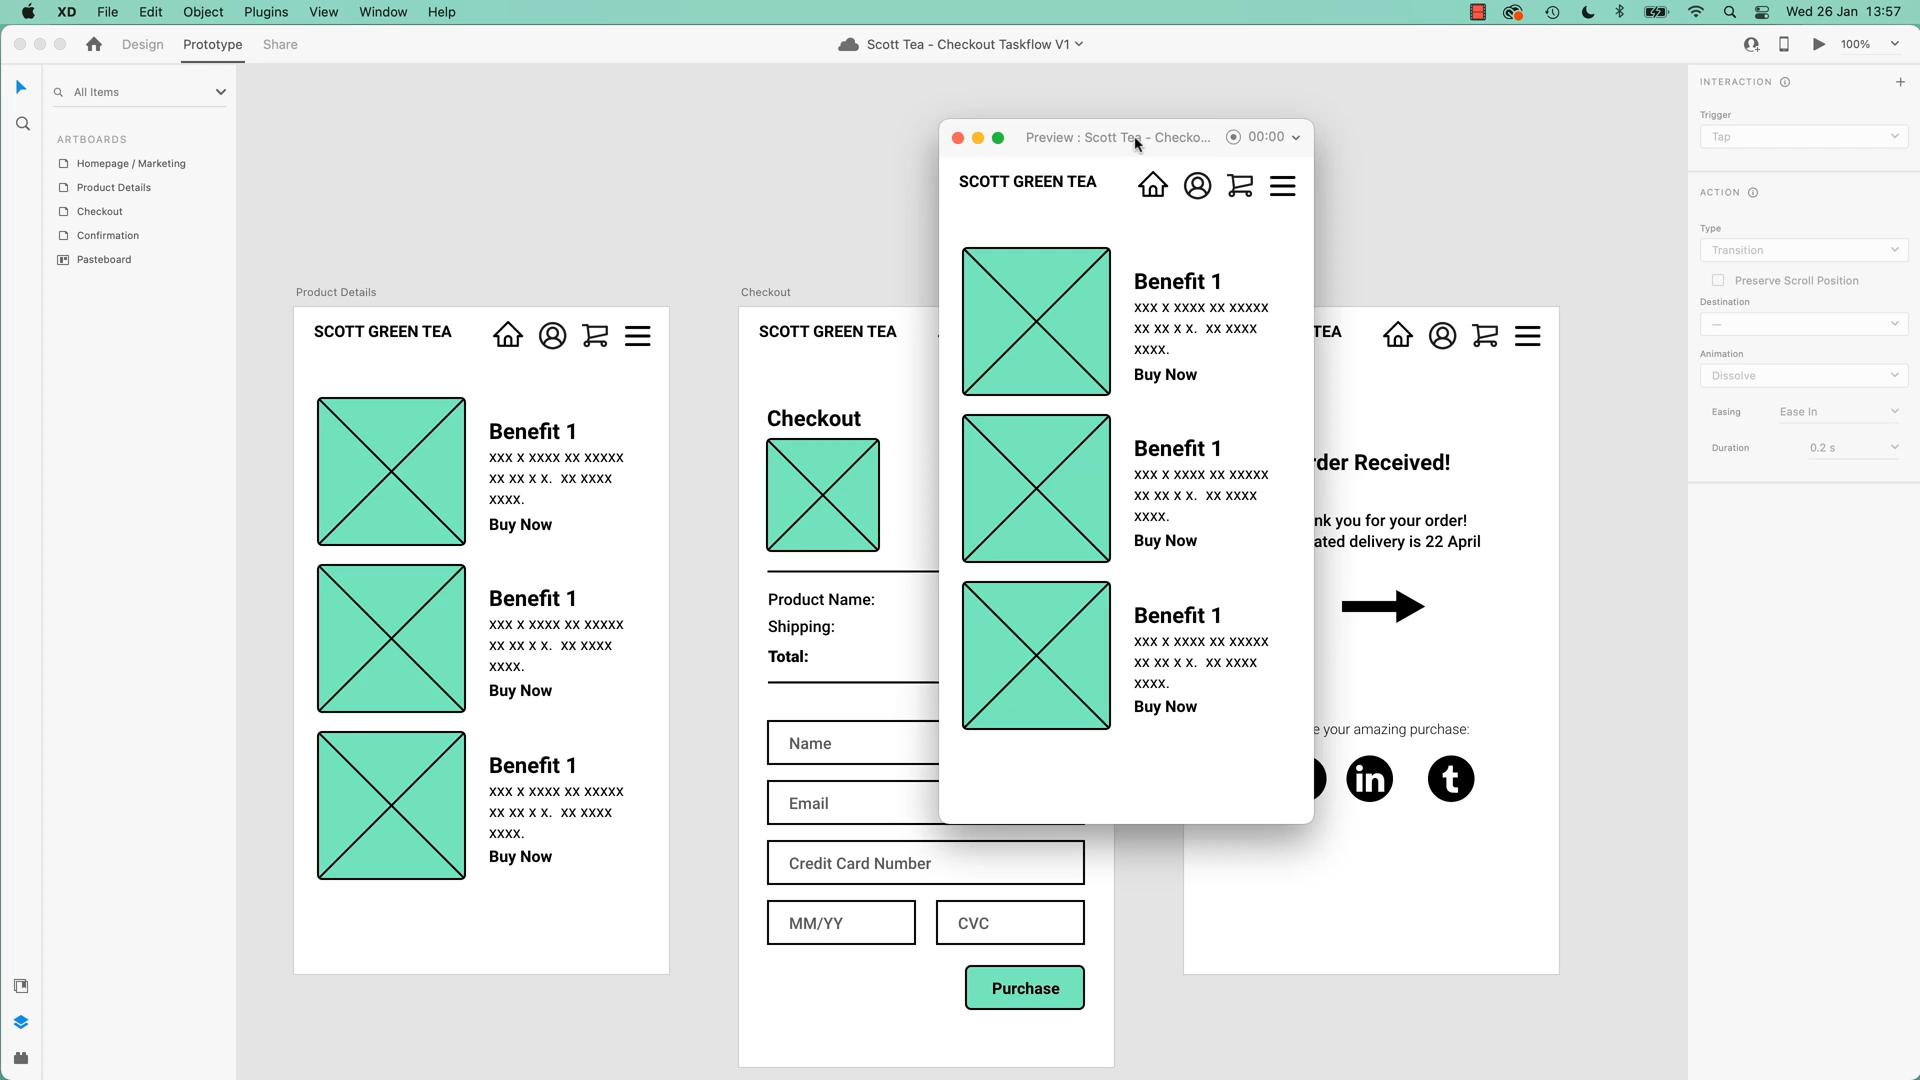 XD File Edit Object Plugins View Window Help
Wed 26 Jan 13:57
Design Prototype Share
Scott Tea - Checkout Taskflow V1
100%
All Items
ARTBOARDS
Homepage / Marketing
Product Details
Checkout
Confirmation
Pasteboard
Product Details
SCOTT GREEN TEA
Benefit 1
xxx x xxxx xx xxxxx
xx xx x x. xx xxxx
xxxx.
Buy Now
Benefit 1
xxx x xxxx xx xxxxx
xx xx x x. xx xxxx
xxxx.
Buy Now
Benefit 1
xxx x xxxx xx xxxxx
xx xx x x. xx xxxx
xxxx.
Buy Now
Checkout
SCOTT GREEN TEA
Checkout
Product Name:
Shipping:
Total:
Name
Email
Credit Card Number
MM/YY
CVC
Purchase
Preview : Scott Tea - Checko...
00:00
SCOTT GREEN TEA
Benefit 1
xxx x xxxx xx xxxxx
xx xx x x. xx xxxx
xxxx.
Buy Now
Benefit 1
xxx x xxxx xx xxxxx
xx xx x x. xx xxxx
xxxx.
Buy Now
Benefit 1
xxx x xxxx xx xxxxx
xx xx x x. xx xxxx
xxxx.
Buy Now
TEA
der Received!
nk you for your order!
ated delivery is 22 April
e your amazing purchase:
in
t
INTERACTION
Trigger
Tap
ACTION
Type
Transition
Preserve Scroll Position
Destination
—
Animation
Dissolve
Easing Ease In
Duration 0.2 s